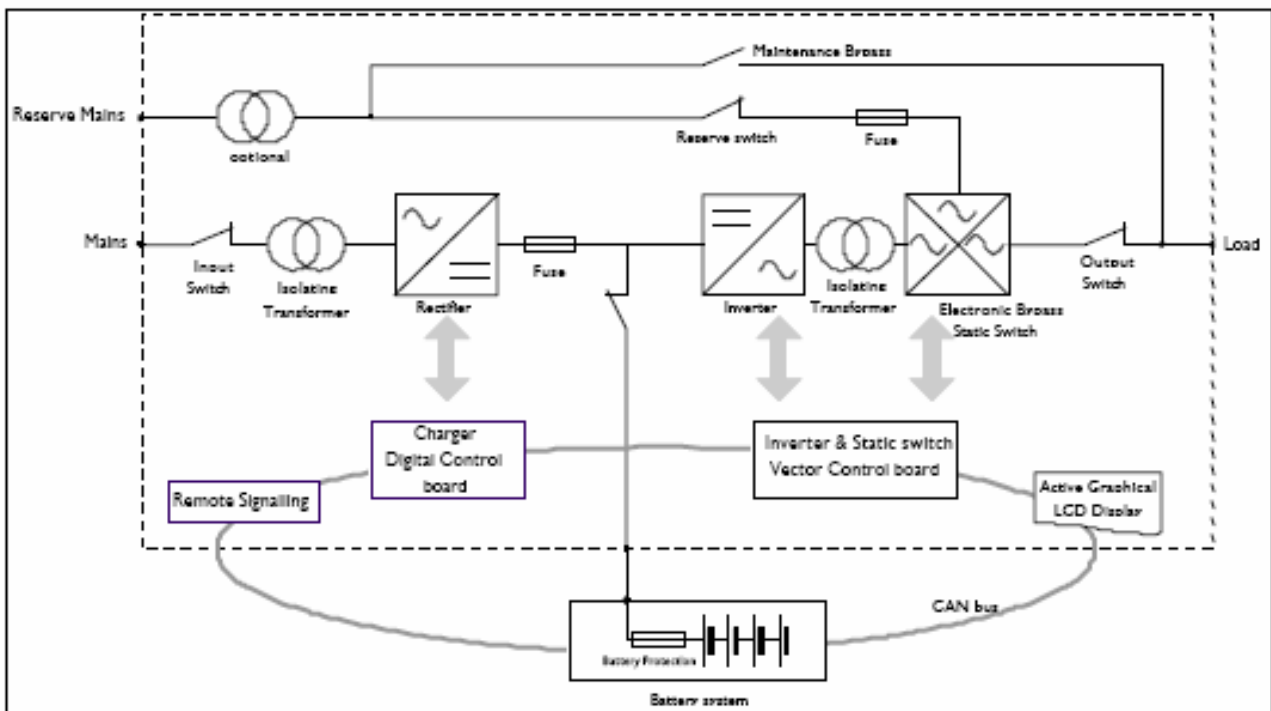 Maintenance Bypass
Reserve Mains
optional
Reserve switch
Fuse
Mains
Input
Switch
Isolating
Transformer
Rectifier
Fuse
Inverter
Isolating
Transformer
Electronic Bypass
Static Switch
Output
Switch
Load
Charger
Digital Control
board
Inverter & Static switch
Vector Control board
Remote Signalling
Active Graphical
LCD Display
CAN bus
Battery Protection
Battery system